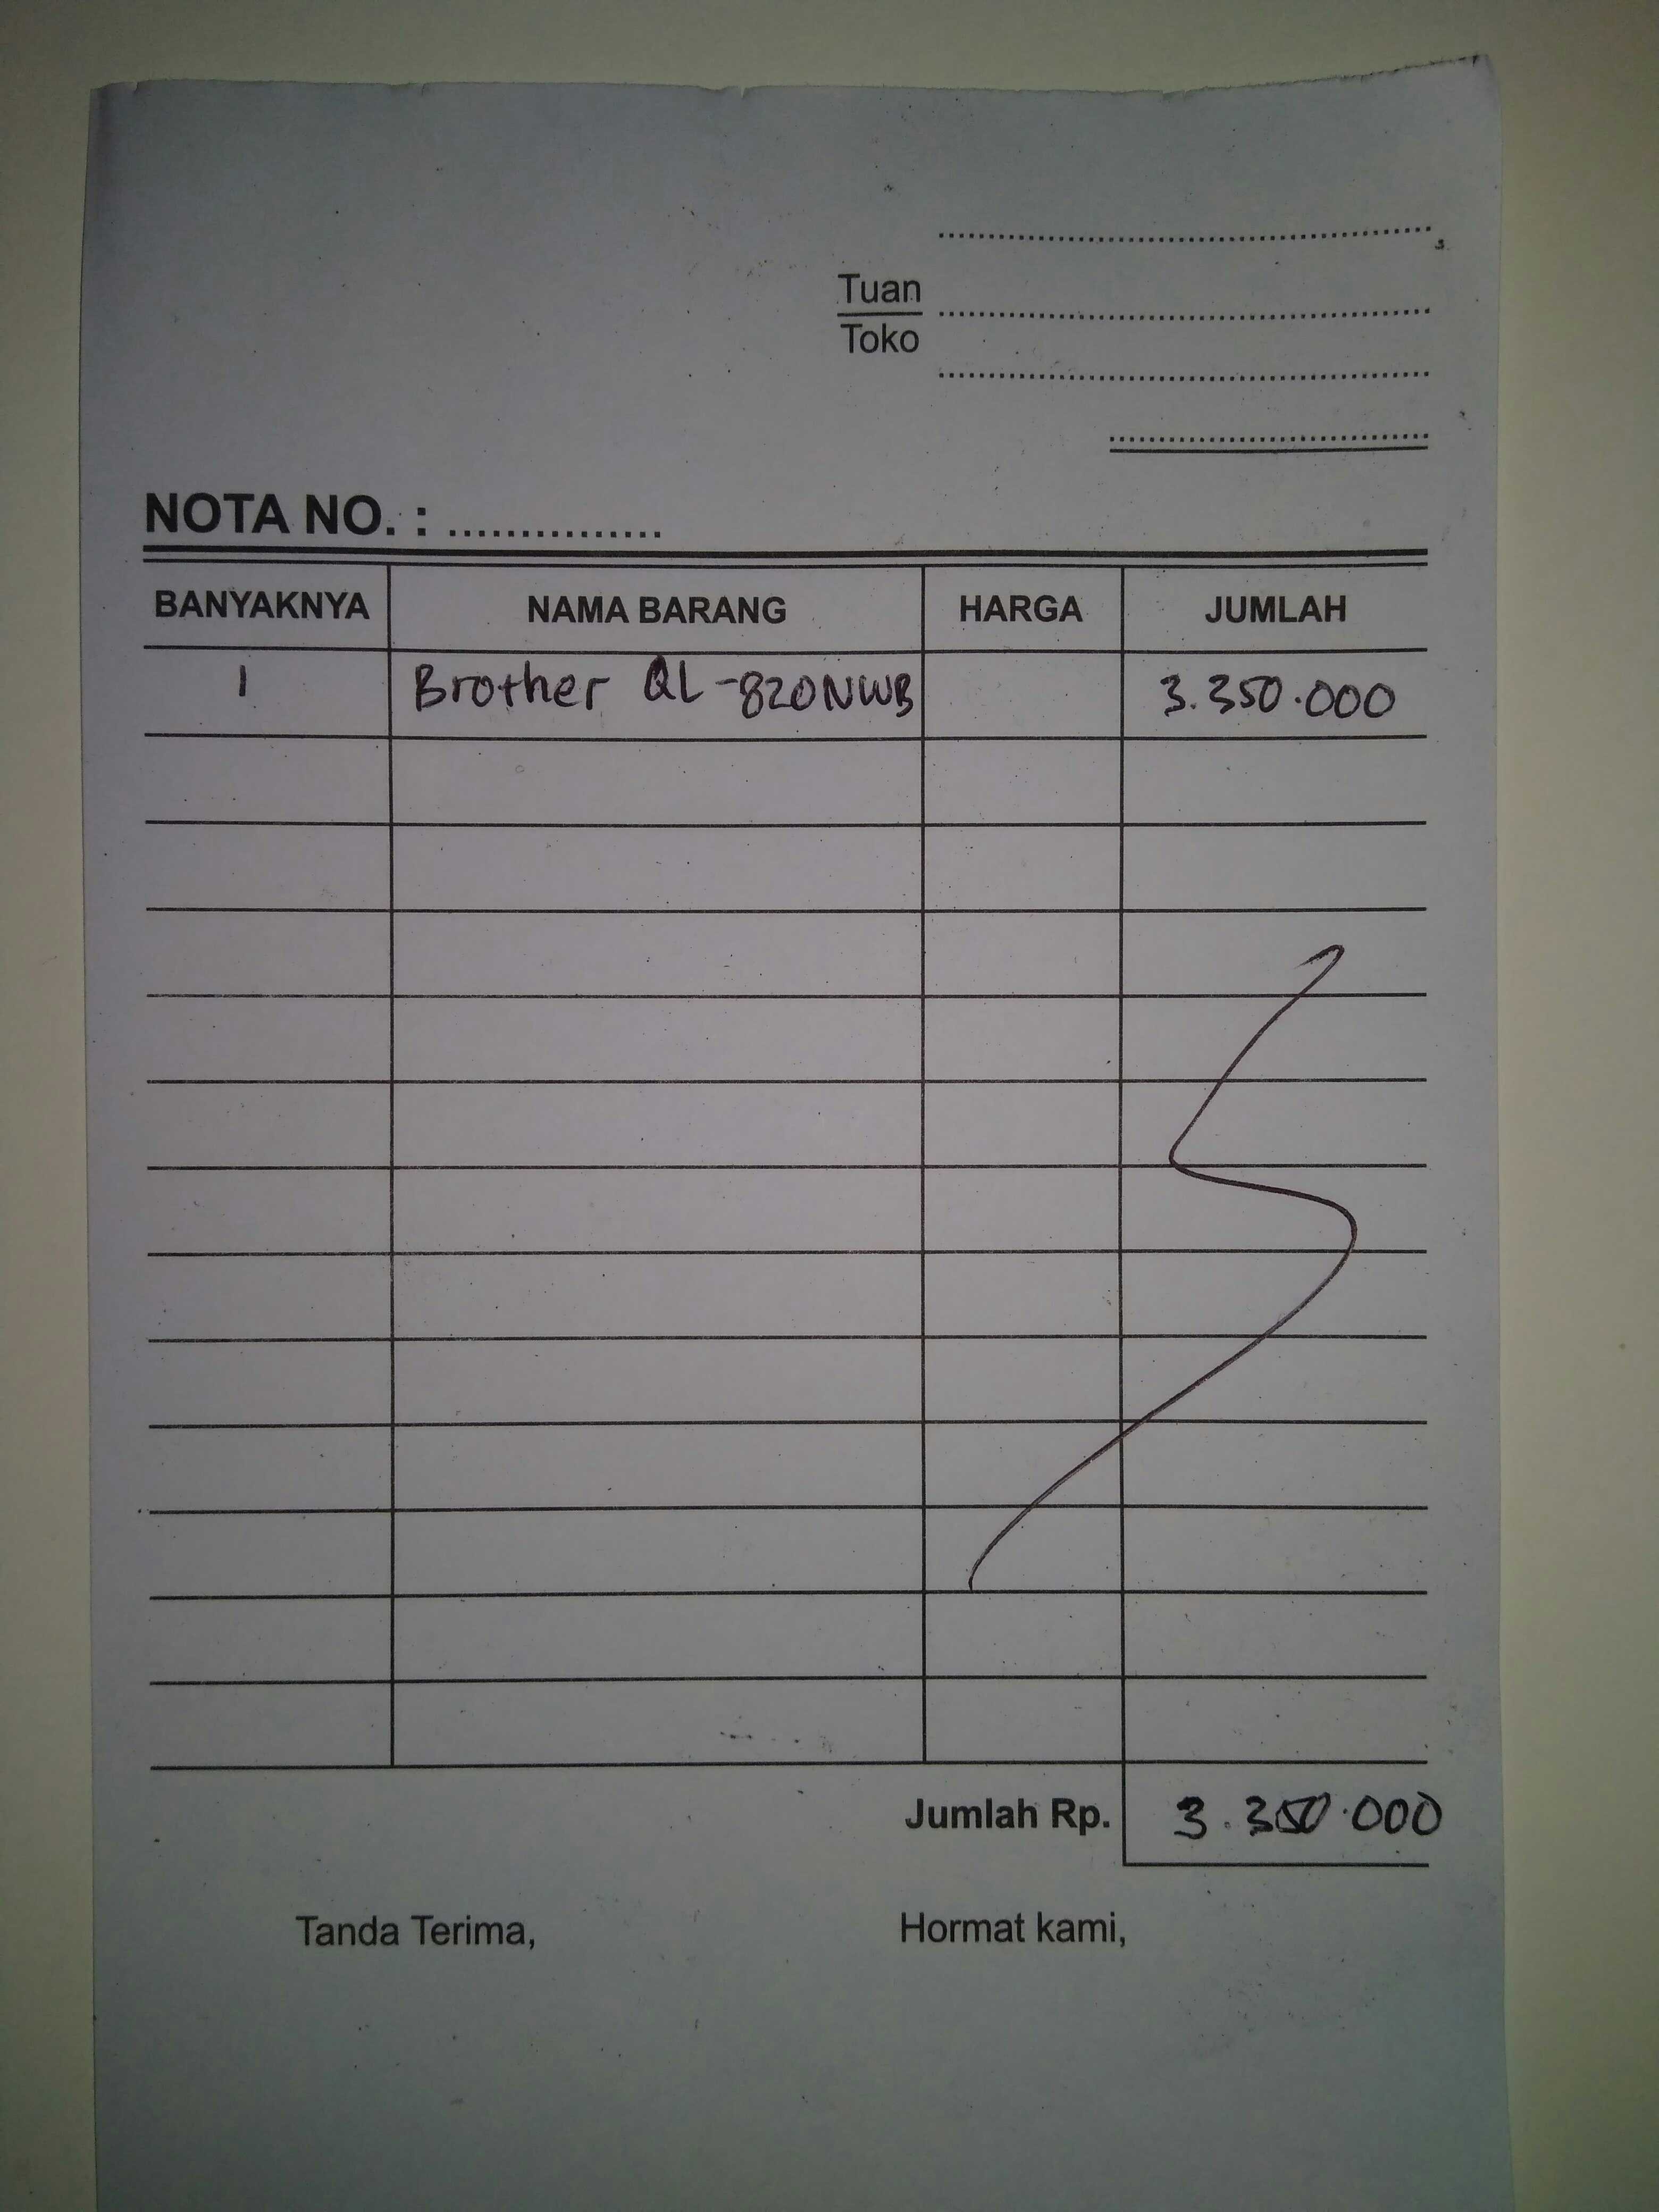 Tuan
Toko
NOTA NO. : ...............
BANYAKNYA NAMA BARANG HARGA JUMLAH
1 Brother QL-820NWB 3.350.000
Jumlah Rp. 3.350.000
Tanda Terima, Hormat kami,